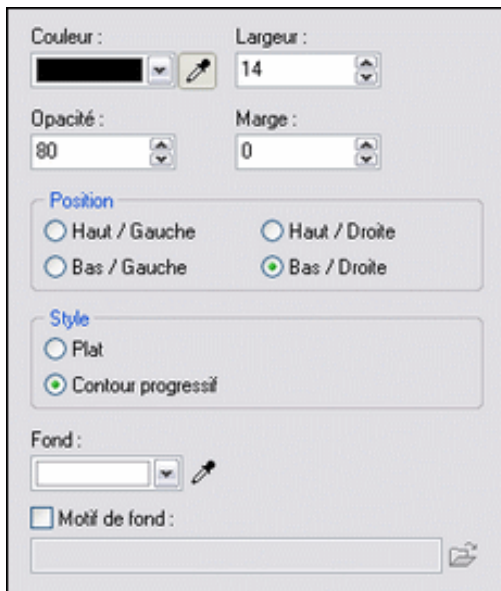 Couleur :
Largeur :
14
Opacité :
80
Marge :
0
Position
Haut / Gauche
Haut / Droite
Bas / Gauche
Bas / Droite
Style
Plat
Contour progressif
Fond :
Motif de fond :